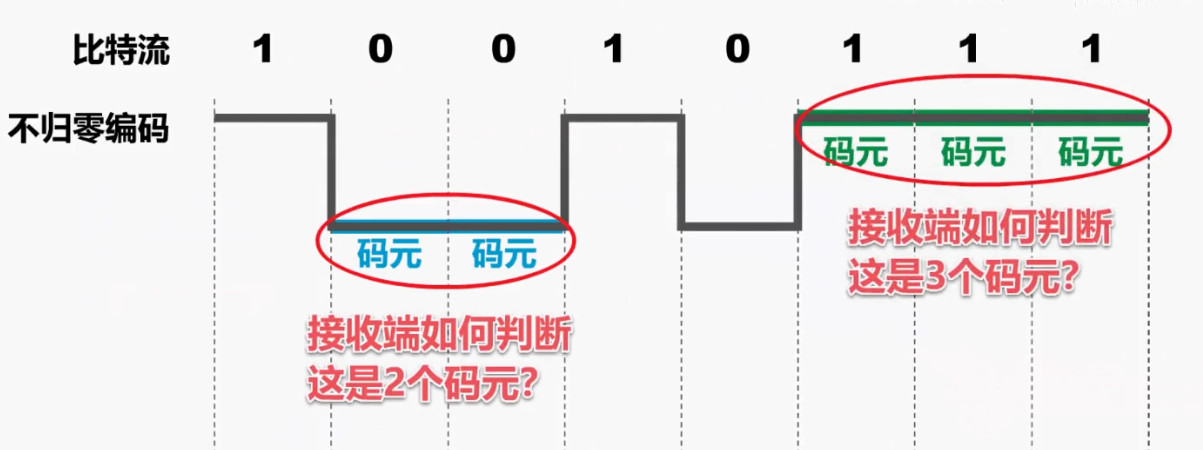 比特流 1 0 0 1 0 1 1 1
不归零编码
码元 码元 码元
码元 码元
接收端如何判断
这是3个码元?
接收端如何判断
这是2个码元?